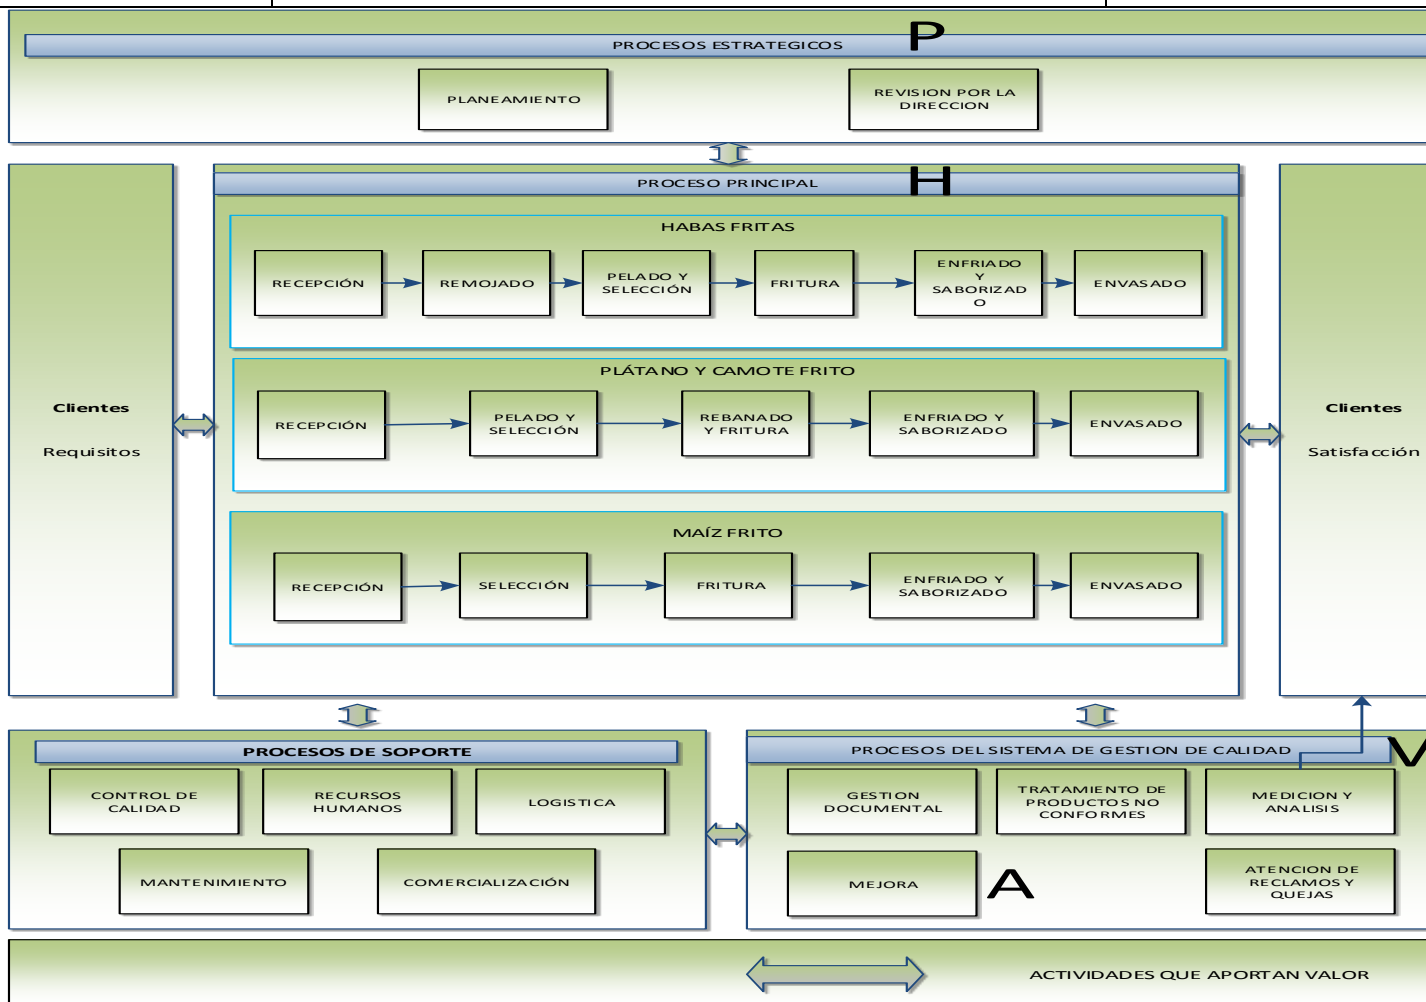 PROCESOS ESTRATEGICOS
P
PLANEAMIENTO
REVISION POR LA
DIRECCION
PROCESO PRINCIPAL
H
HABAS FRITAS
RECEPCIÓN
REMOJADO
PELADO Y
SELECCIÓN
FRITURA
ENFRIADO
Y
SABORIZAD
O
ENVASADO
PLÁTANO Y CAMOTE FRITO
RECEPCIÓN
PELADO Y
SELECCIÓN
REBANADO
Y FRITURA
ENFRIADO Y
SABORIZADO
ENVASADO
MAÍZ FRITO
RECEPCIÓN
SELECCIÓN
FRITURA
ENFRIADO Y
SABORIZADO
ENVASADO
Clientes
Requisitos
Clientes
Satisfacción
PROCESOS DE SOPORTE
CONTROL DE
CALIDAD
RECURSOS
HUMANOS
LOGISTICA
MANTENIMIENTO
COMERCIALIZACIÓN
PROCESOS DEL SISTEMA DE GESTION DE CALIDAD
V
GESTION
DOCUMENTAL
TRATAMIENTO DE
PRODUCTOS NO
CONFORMES
MEDICION Y
ANALISIS
MEJORA
A
ATENCION DE
RECLAMOS Y
QUEJAS
ACTIVIDADES QUE APORTAN VALOR